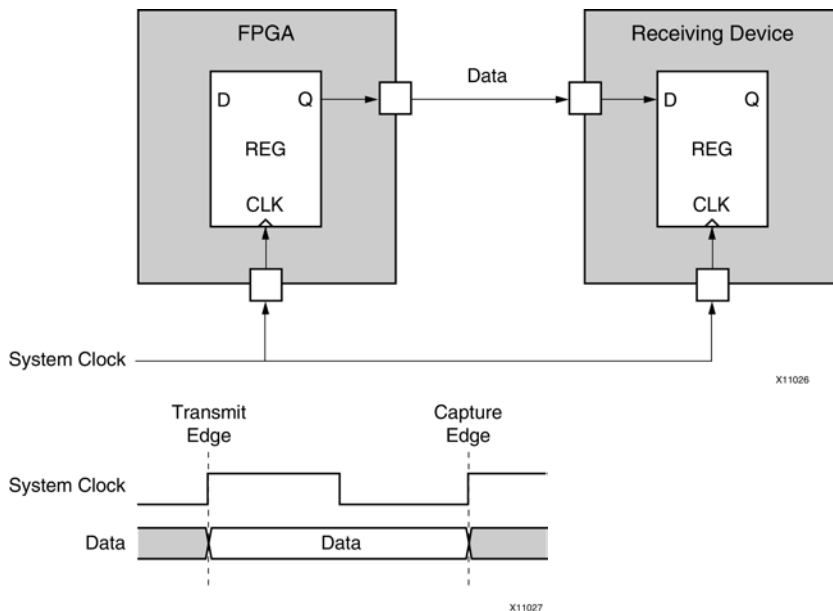 FPGA
Receiving Device
Data
D Q
REG
CLK
D Q
REG
CLK
System Clock
X11026
Transmit
Edge
Capture
Edge
System Clock
Data
Data
X11027